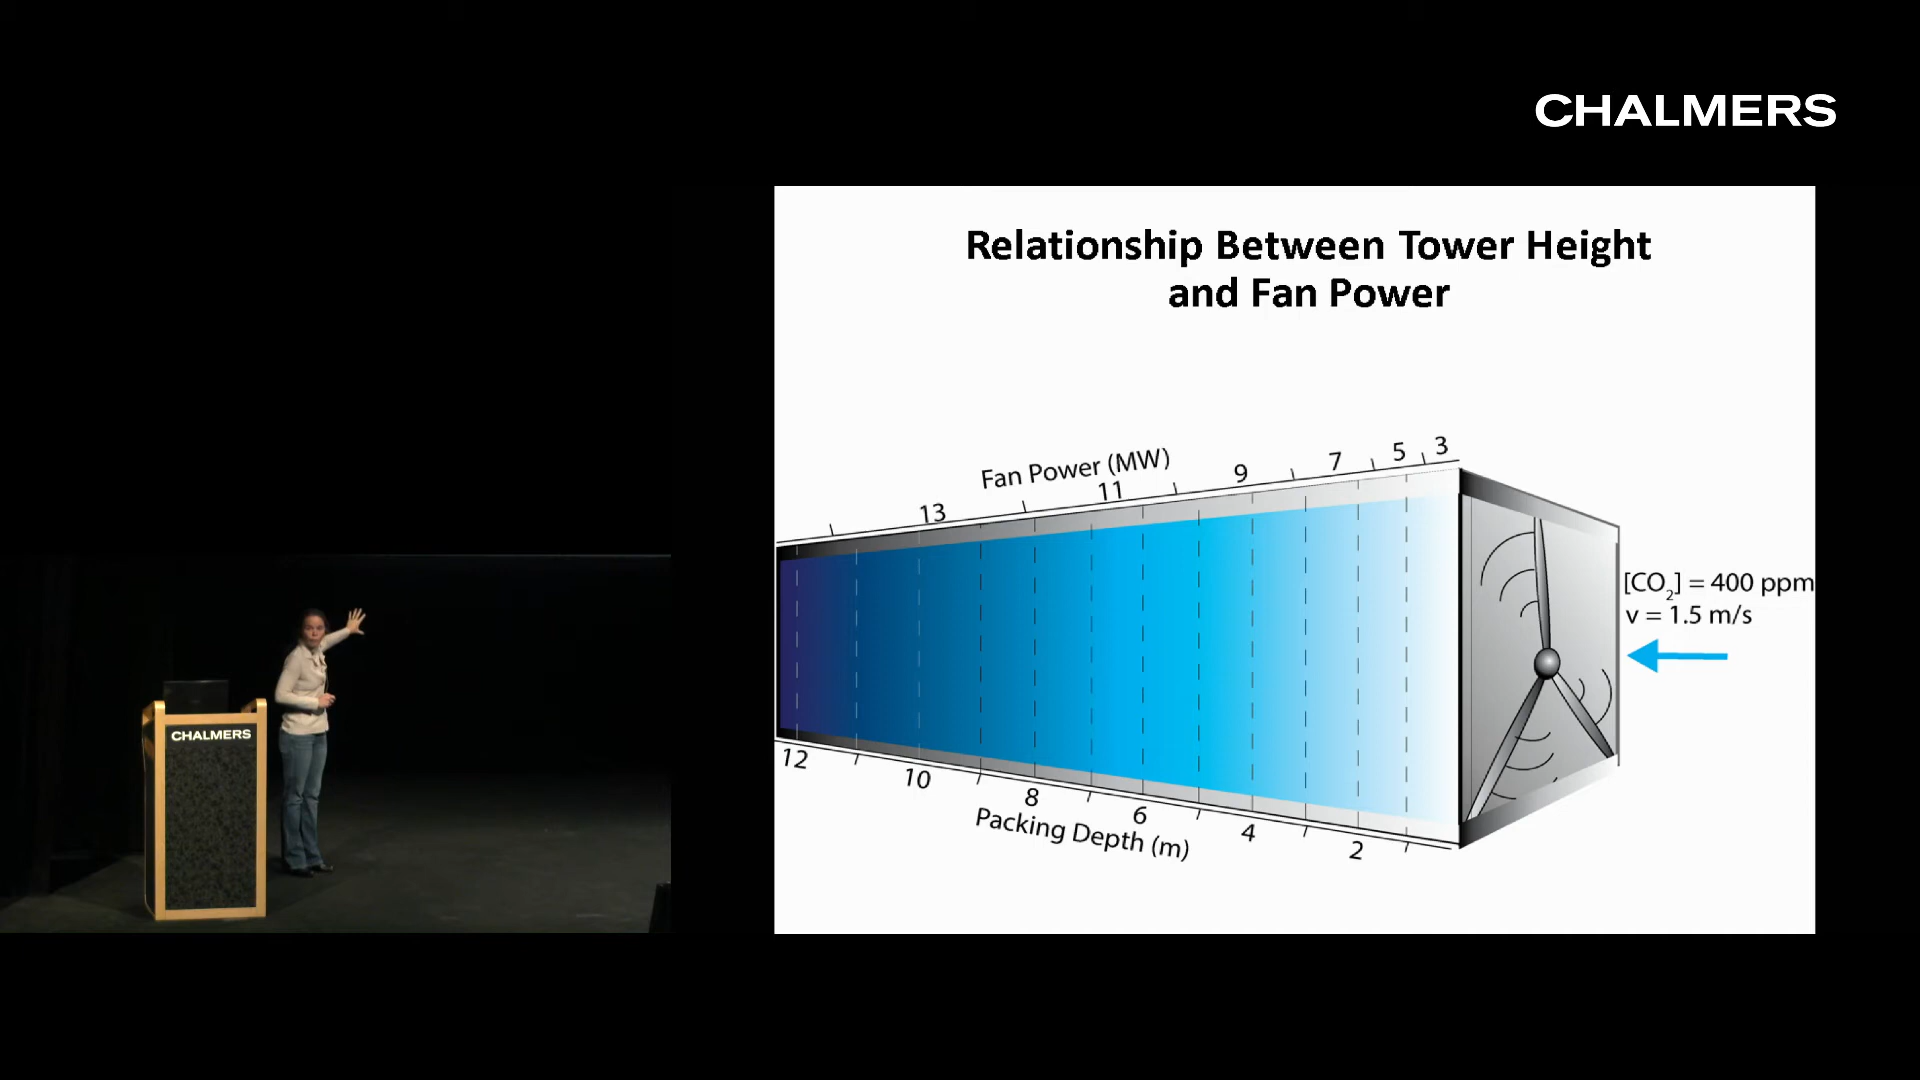 CHALMERS
Relationship Between Tower Height
and Fan Power
Fan Power (MW)
13 11 9 7 5 3
[CO2] = 400 ppm
v = 1.5 m/s
12 10 8 6 4 2
Packing Depth (m)
CHALMERS